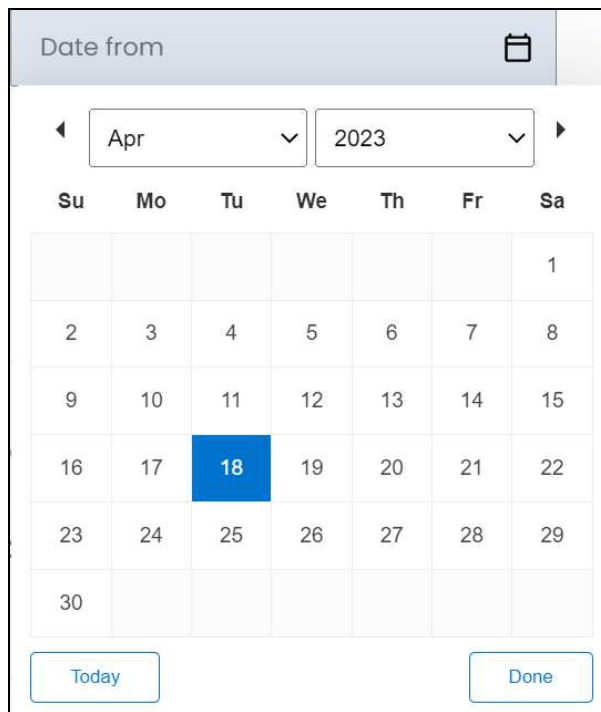 Date from
Apr 2023
Su Mo Tu We Th Fr Sa
1
2 3 4 5 6 7 8
9 10 11 12 13 14 15
16 17 18 19 20 21 22
23 24 25 26 27 28 29
30
Today Done